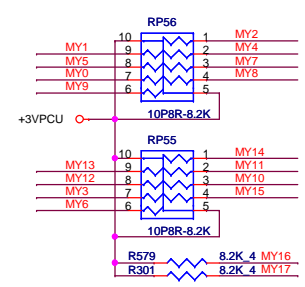 RP56
10 1 MY2
MY1 9 2 MY4
MY5 8 3 MY7
MY0 7 4 MY8
MY9 6 5
10P8R-8.2K
+3VPCU
RP55
10 1 MY14
MY13 9 2 MY11
MY12 8 3 MY10
MY3 7 4 MY15
MY6 6 5
10P8R-8.2K
R579 8.2K_4 MY16
R301 8.2K_4 MY17